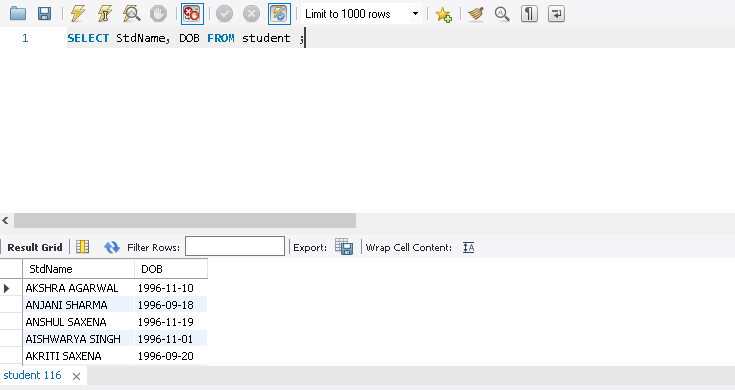 Limit to 1000 rows
1 SELECT StdName, DOB FROM student ;
Result Grid Filter Rows: Export: Wrap Cell Content:
StdName DOB
AKSHRA AGARWAL 1996-11-10
ANJANI SHARMA 1996-09-18
ANSHUL SAXENA 1996-11-19
AISHWARYA SINGH 1996-11-01
AKRITI SAXENA 1996-09-20
student 116